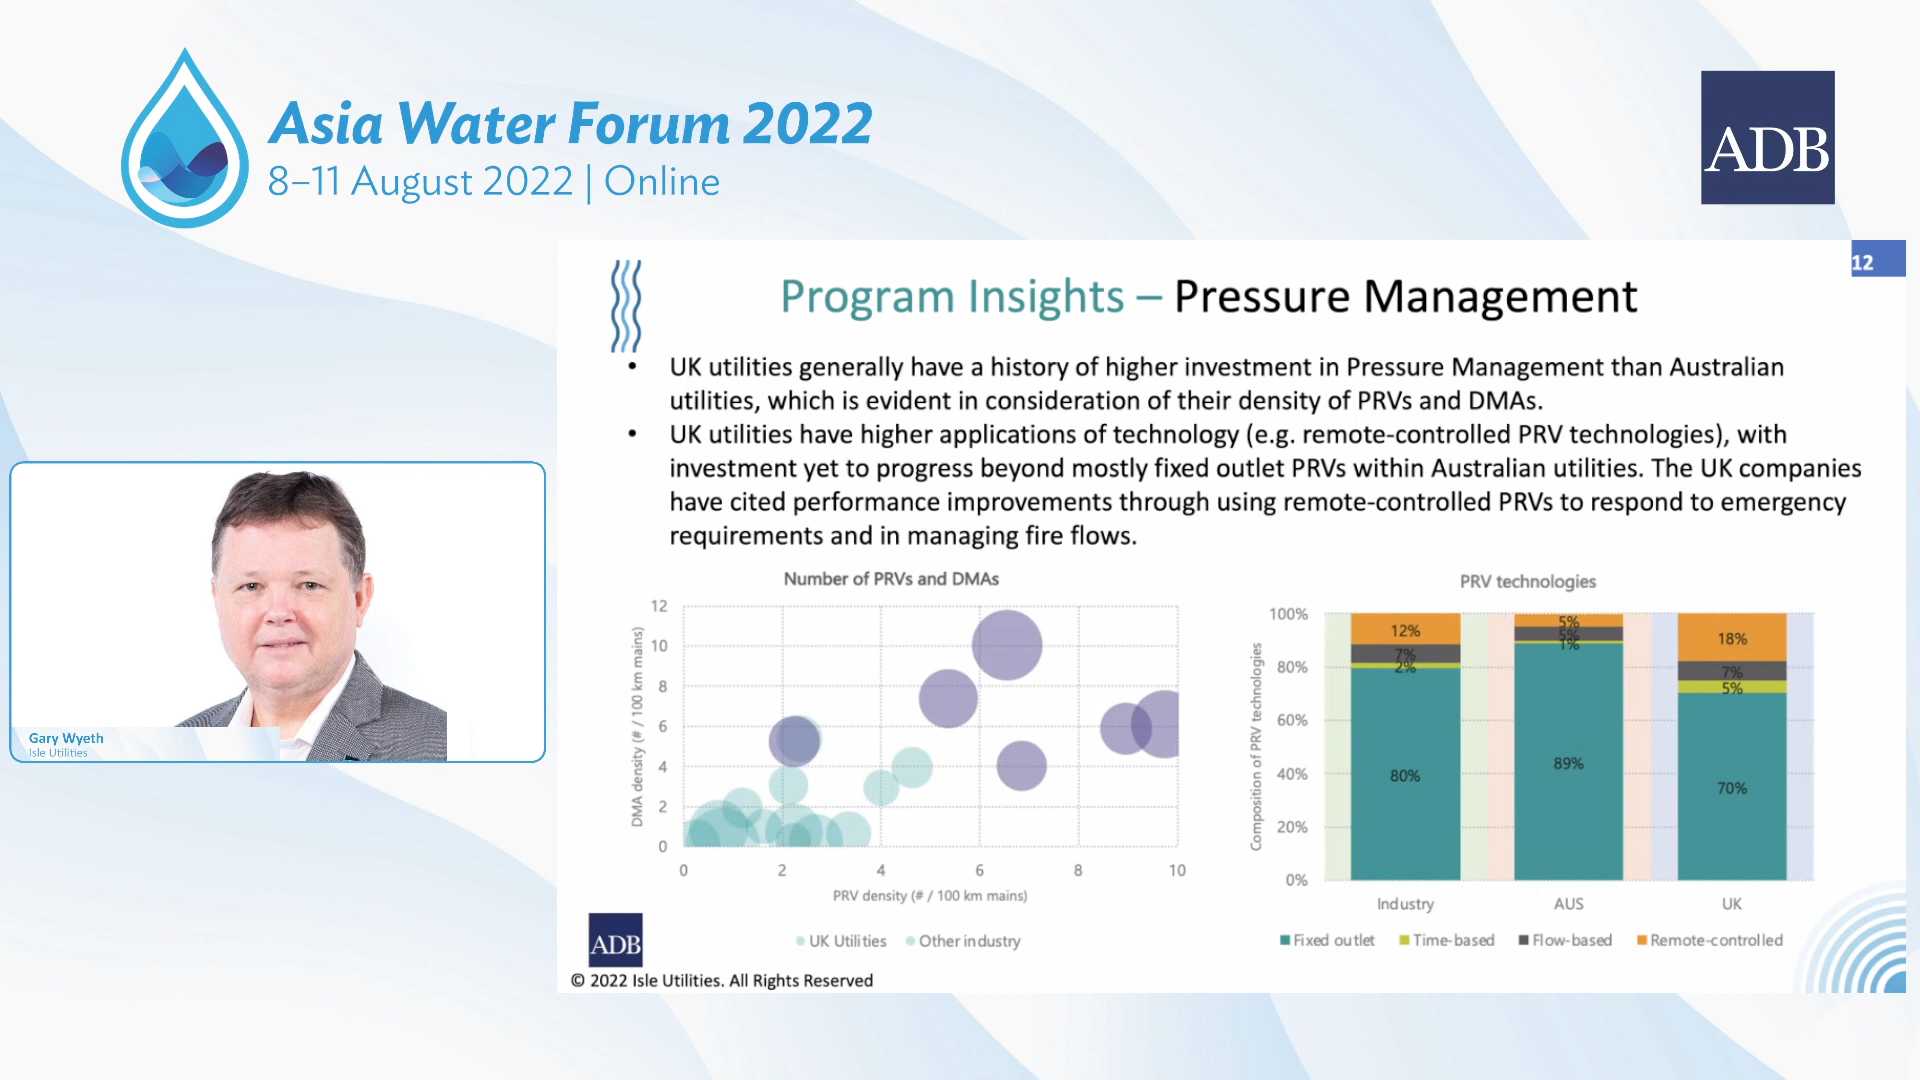 Asia Water Forum 2022
8–11 August 2022 | Online
ADB
12
Program Insights – Pressure Management
• UK utilities generally have a history of higher investment in Pressure Management than Australian
utilities, which is evident in consideration of their density of PRVs and DMAs.
• UK utilities have higher applications of technology (e.g. remote-controlled PRV technologies), with
investment yet to progress beyond mostly fixed outlet PRVs within Australian utilities. The UK companies
have cited performance improvements through using remote-controlled PRVs to respond to emergency
requirements and in managing fire flows.
Gary Wyeth
Isle Utilities
Number of PRVs and DMAs
DMA density (# / 100 km mains)
12
10
8
6
4
2
0
0 2 4 6 8 10
PRV density (# / 100 km mains)
UK Utilities Other industry
PRV technologies
Composition of PRV technologies
100%
80%
60%
40%
20%
0%
12%
7%
2%
80%
5%
5%
1%
89%
18%
7%
5%
70%
Industry AUS UK
Fixed outlet Time-based Flow-based Remote-controlled
ADB
© 2022 Isle Utilities. All Rights Reserved